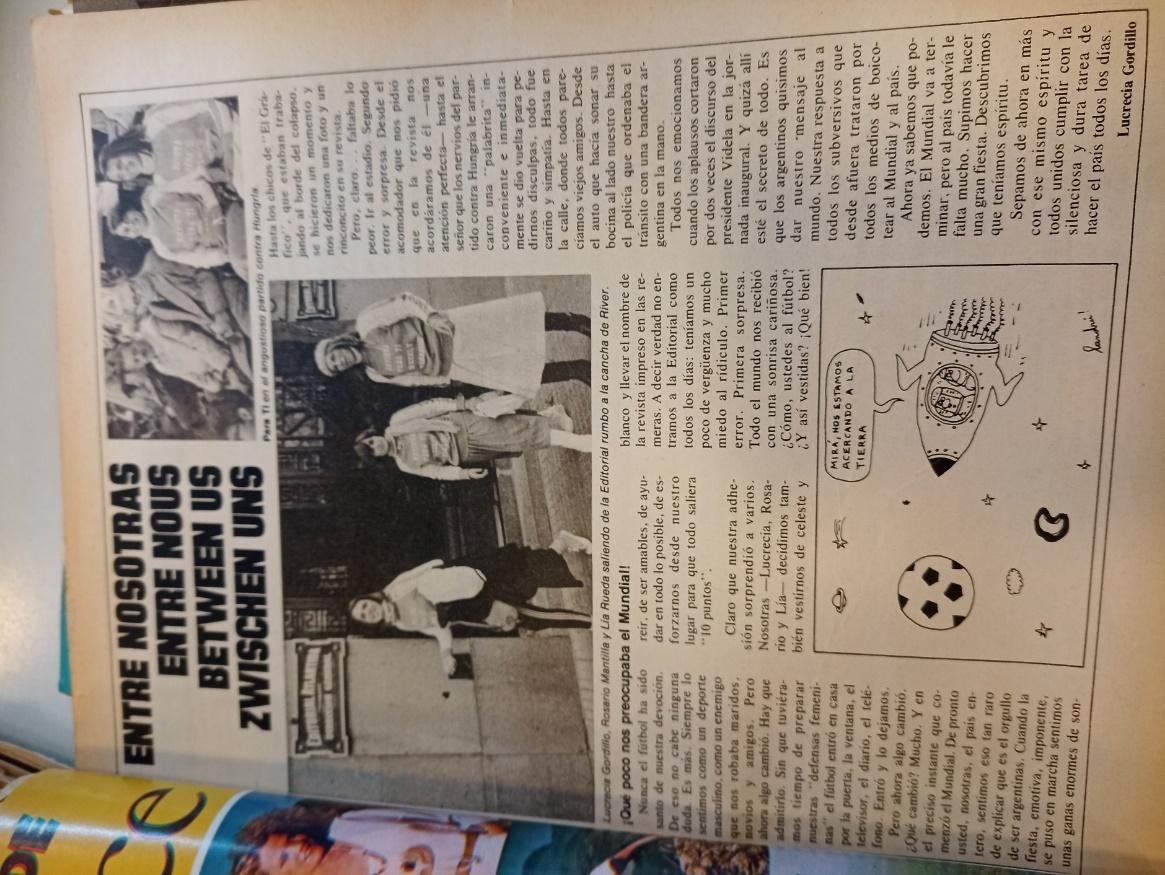 ENTRE NOSOTRAS
ENTRE NOUS
BETWEEN US
ZWISCHEN UNS
Para Ti en el angustioso partido contra Hungría.
Lucrecia Gordillo, Rosario Mantilla y Lía Rueda saliendo de la Editorial rumbo a la cancha de River.
¡Qué poco nos preocupaba el Mundial!
Nunca el fútbol ha sido
santo de nuestra devoción.
De eso no cabe ninguna
duda. Es más. Siempre lo
sentimos como un deporte
masculino, como un enemigo
que nos robaba maridos,
novios y amigos. Pero
ahora algo cambió. Hay que
admitirlo. Sin que tuviéra-
mos tiempo de preparar
nuestras "defensas femeni-
nas" el fútbol entró en casa
por la puerta, la ventana, el
televisor, el diario, el telé-
fono. Entró y lo dejamos.
Pero ahora algo cambió.
¿Qué cambió? Mucho. Y en
el preciso instante que co-
menzó el Mundial. De pronto
usted, nosotras, el país en-
tero, sentimos eso tan raro
de explicar que es el orgullo
de ser argentinas. Cuando la
fiesta, emotiva, imponente,
se puso en marcha sentimos
unas ganas enormes de son-
reír, de ser amables, de ayu-
dar en todo lo posible, de es-
forzarnos desde nuestro
lugar para que todo saliera
"10 puntos".
Claro que nuestra adhe-
sión sorprendió a varios.
Nosotras —Lucrecia, Rosa-
rio y Lía— decidimos tam-
bién vestirnos de celeste y
blanco y llevar el nombre de
la revista impreso en las re-
meras. A decir verdad no en-
tramos a la Editorial como
todos los días: teníamos un
poco de vergüenza y mucho
miedo al ridículo. Primer
error. Primera sorpresa.
Todo el mundo nos recibió
con una sonrisa cariñosa.
¿Cómo, ustedes al fútbol?
¿Y así vestidas? ¡Qué bien!
Hasta los chicos de "El Grá-
fico", que estaban traba-
jando al borde del colapso,
se hicieron un momento y
nos dedicaron una foto y un
rinconcito en su revista.
Pero, claro... faltaba lo
peor. Ir al estadio. Segundo
error y sorpresa. Desde el
acomodador que nos pidió
que en la revista nos
acordáramos de él —una
atención perfecta— hasta el
señor que los nervios del par-
tido contra Hungría le arran-
caron una "palabrita" in-
conveniente e inmediata-
mente se dio vuelta para pe-
dirnos disculpas, todo fue
cariño y simpatía. Hasta en
la calle, donde todos pare-
cíamos viejos amigos. Desde
el auto que hacía sonar su
bocina al lado nuestro hasta
el policía que ordenaba el
tránsito con una bandera ar-
gentina en la mano.
Todos nos emocionamos
cuando los aplausos cortaron
por dos veces el discurso del
presidente Videla en la jor-
nada inaugural. Y quizá allí
esté el secreto de todo. Es
que los argentinos quisimos
dar nuestro mensaje al
mundo. Nuestra respuesta a
todos los subversivos que
desde afuera trataron por
todos los medios de boico-
tear al Mundial y al país.
Ahora ya sabemos que po-
demos. El Mundial va a ter-
minar, pero al país todavía le
falta mucho. Supimos hacer
una gran fiesta. Descubrimos
que teníamos espíritu.
Sepamos de ahora en más
con ese mismo espíritu y
todos unidos cumplir con la
silenciosa y dura tarea de
hacer el país todos los días.
Lucrecia Gordillo
MIRÁ, NOS ESTAMOS
ACERCANDO A LA
TIERRA
landrú